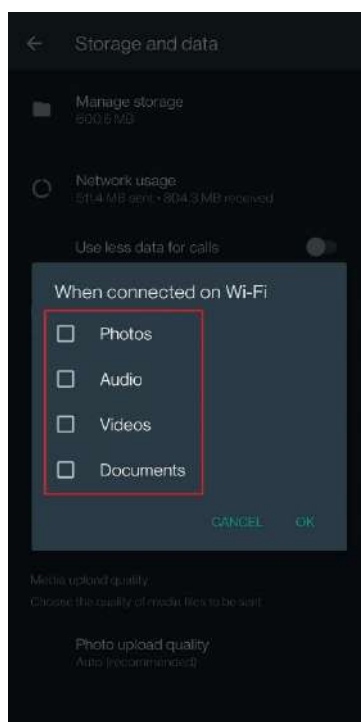 Storage and data
Manage storage
600.6 MB
Network usage
511.4 MB sent • 804.3 MB received
Use less data for calls
When connected on Wi-Fi
Photos
Audio
Videos
Documents
CANCEL OK
Media upload quality
Choose the quality of media files to be sent
Photo upload quality
Auto (recommended)